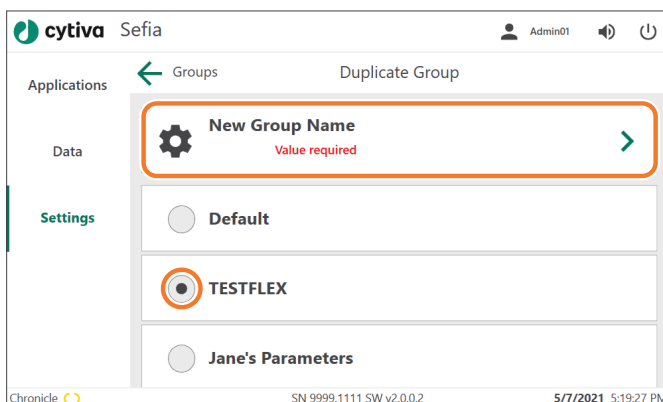 cytiva Sefia Admin01
Applications
Groups Duplicate Group
New Group Name
Value required
Data
Settings
Default
TESTFLEX
Jane's Parameters
Chronicle SN 9999.1111 SW v2.0.0.2 5/7/2021 5:19:27 PM